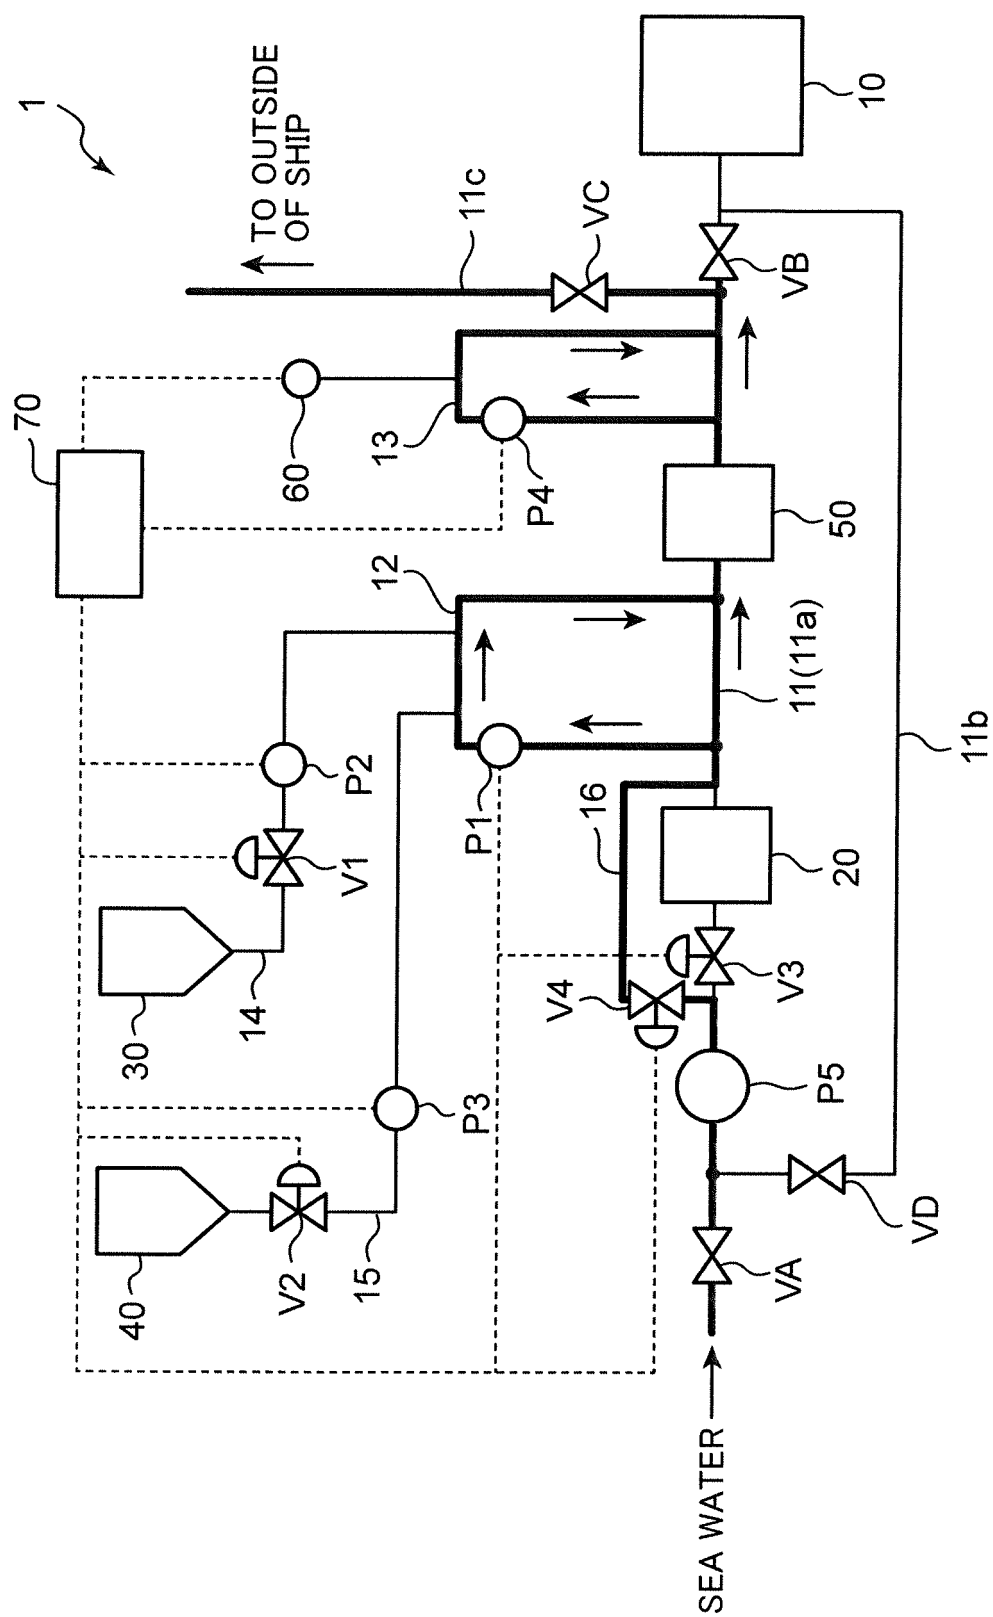 1
TO OUTSIDE
OF SHIP
70
11c
VC
10
VB
60
13
P4
50
12
11(11a)
11b
P2
V1
P1
16
20
30
14
V4
V3
P3
P5
40
V2
15
VD
VA
SEA WATER